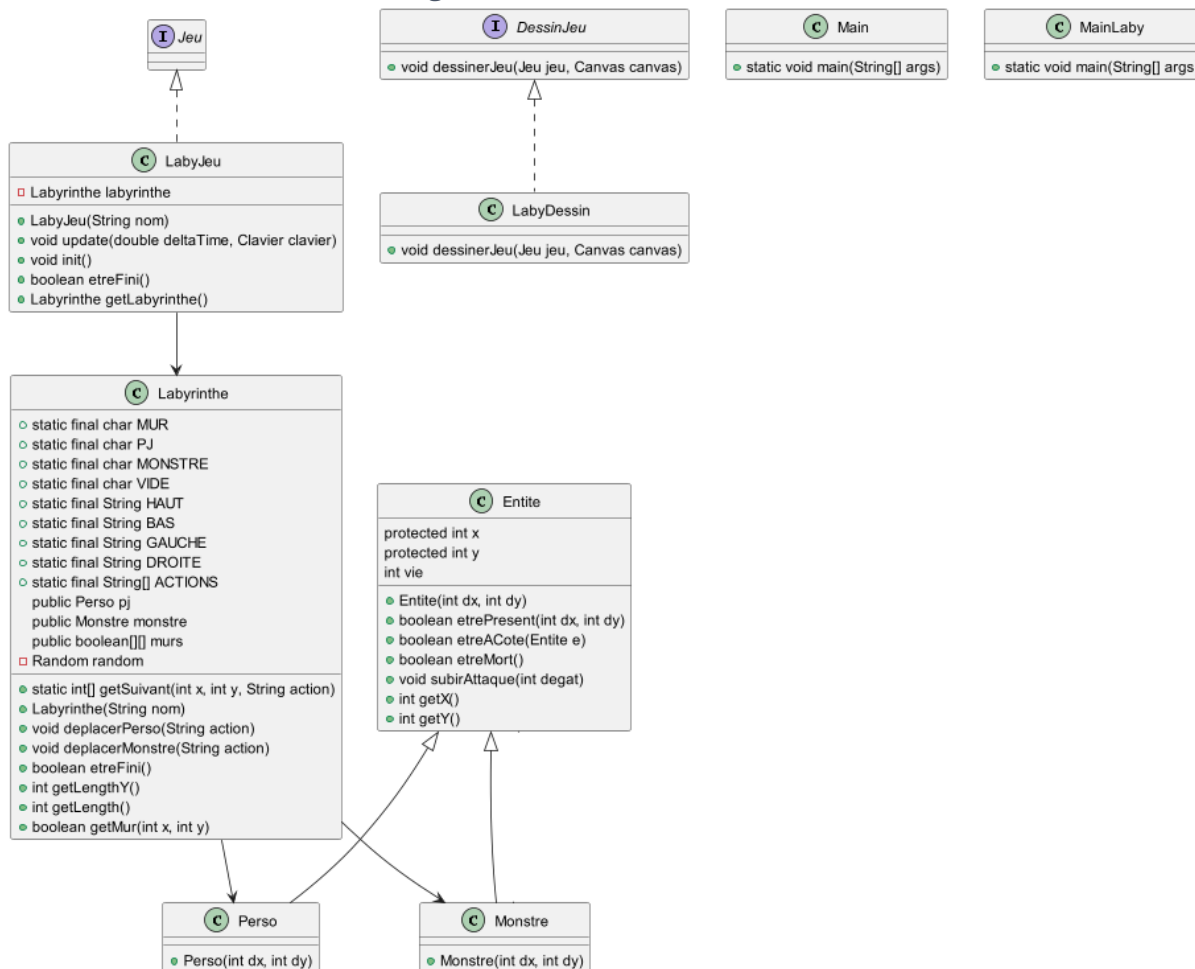 Jeu
DessinJeu
void dessinerJeu(Jeu jeu, Canvas canvas)
Main
static void main(String[] args)
MainLaby
static void main(String[] args
LabyJeu
Labyrinthe labyrinthe
LabyJeu(String nom)
void update(double deltaTime, Clavier clavier)
void init()
boolean etreFini()
Labyrinthe getLabyrinthe()
LabyDessin
void dessinerJeu(Jeu jeu, Canvas canvas)
Labyrinthe
static final char MUR
static final char PJ
static final char MONSTRE
static final char VIDE
static final String HAUT
static final String BAS
static final String GAUCHE
static final String DROITE
static final String[] ACTIONS
public Perso pj
public Monstre monstre
public boolean[][] murs
Random random
static int[] getSuivant(int x, int y, String action)
Labyrinthe(String nom)
void deplacerPerso(String action)
void deplacerMonstre(String action)
boolean etreFini()
int getLengthY()
int getLength()
boolean getMur(int x, int y)
Entite
protected int x
protected int y
int vie
Entite(int dx, int dy)
boolean etrePresent(int dx, int dy)
boolean etreACote(Entite e)
boolean etreMort()
void subirAttaque(int degat)
int getX()
int getY()
Perso
Perso(int dx, int dy)
Monstre
Monstre(int dx, int dy)